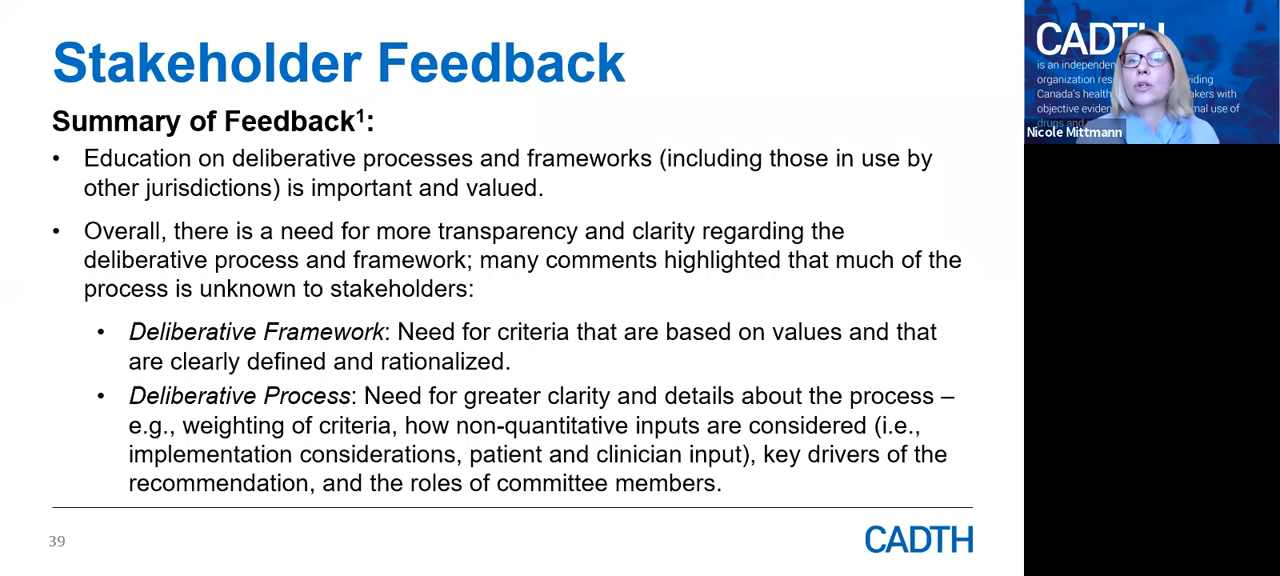 Stakeholder Feedback
Summary of Feedback¹:
• Education on deliberative processes and frameworks (including those in use by
other jurisdictions) is important and valued.
• Overall, there is a need for more transparency and clarity regarding the
deliberative process and framework; many comments highlighted that much of the
process is unknown to stakeholders:
• Deliberative Framework: Need for criteria that are based on values and that
are clearly defined and rationalized.
• Deliberative Process: Need for greater clarity and details about the process –
e.g., weighting of criteria, how non-quantitative inputs are considered (i.e.,
implementation considerations, patient and clinician input), key drivers of the
recommendation, and the roles of committee members.
39
CADTH
CADTH
is an independen
organization res viding
Canada's health akers with
objective eviden mal use of
drugs and
Nicole Mittmann